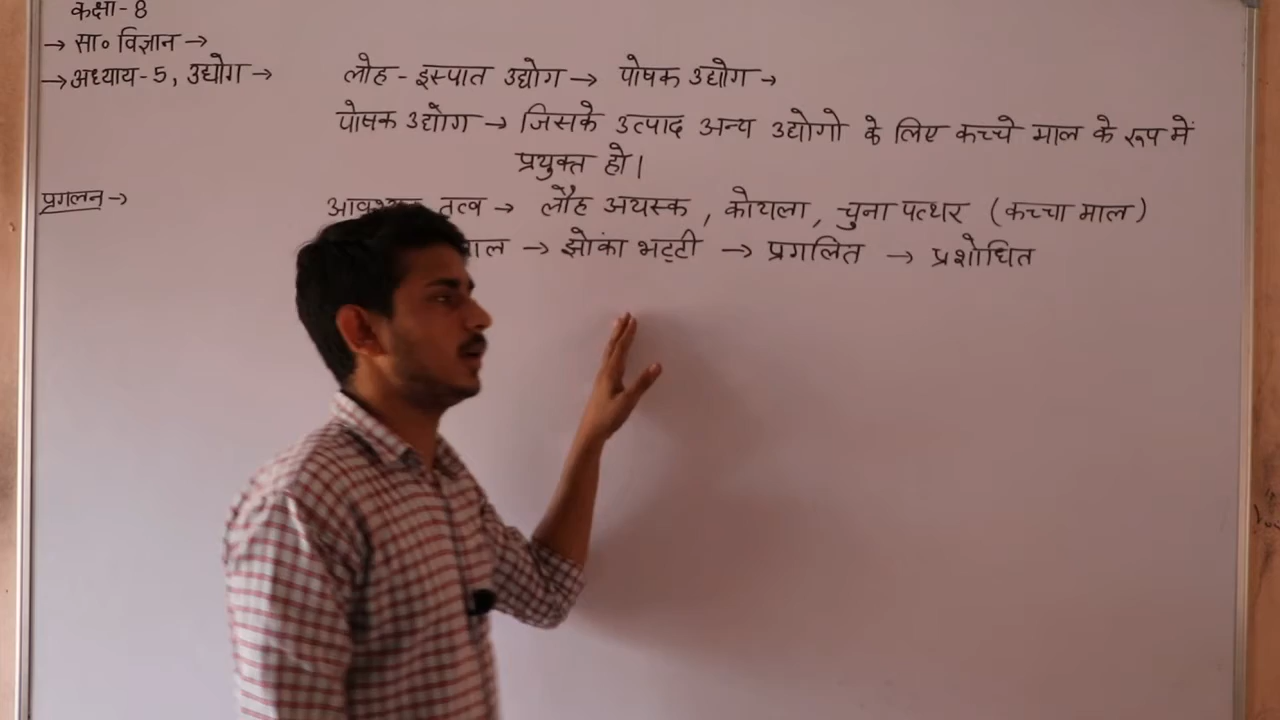 कक्षा - 8
→ सा० विज्ञान →
→ अध्याय - 5, उद्योग → लोह - इस्पात उद्योग → पोषक उद्योग →
पोषक उद्योग → जिसके उत्पाद अन्य उद्योगो के लिए कच्चे माल के रूप में
प्रयुक्त हो।
प्रगलन → तत्व → लौह अयस्क , कोयला , चुना पत्थर (कच्चा माल)
→ झोंका भट्टी → प्रगलित → प्रशोधित